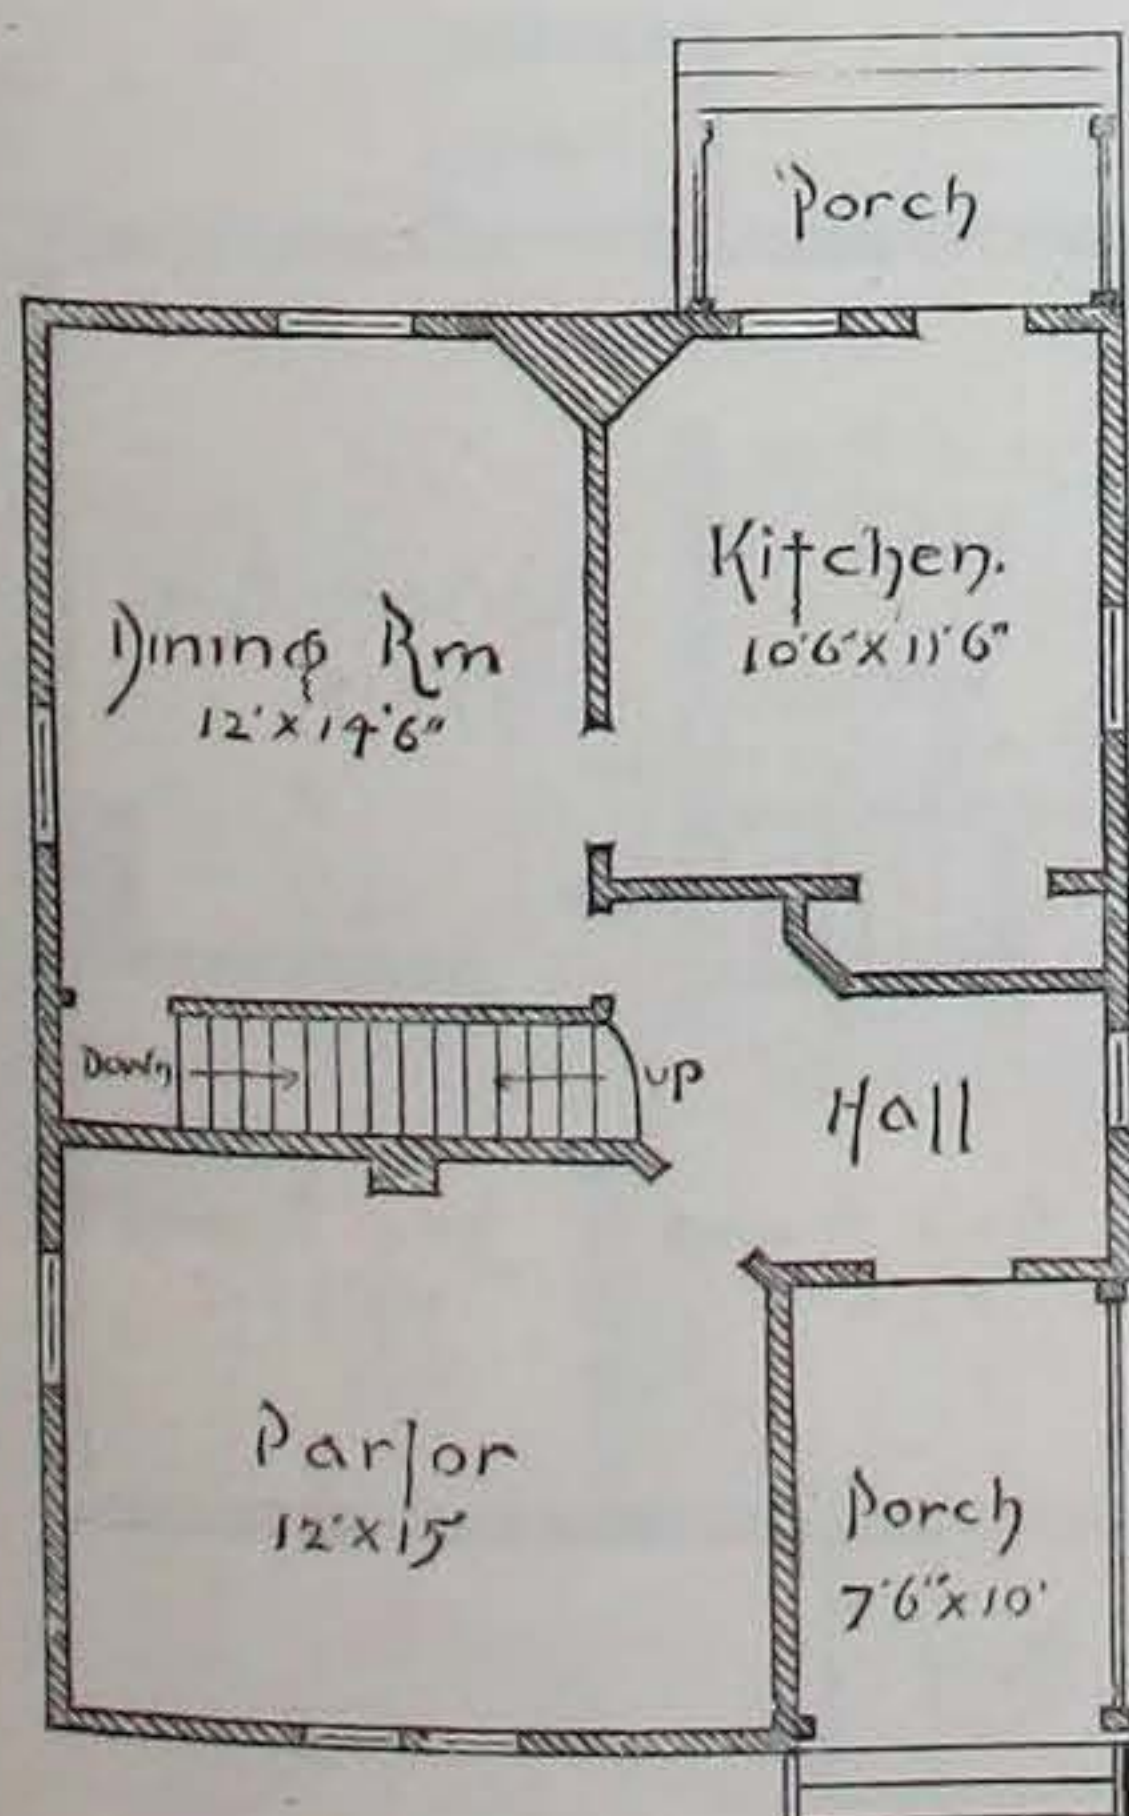 Porch
Kitchen.
10'6"X11'6"
Dining Rm
12'X14'6"
Down
up
Hall
Parlor
12'X15'
Porch
7'6"X10'